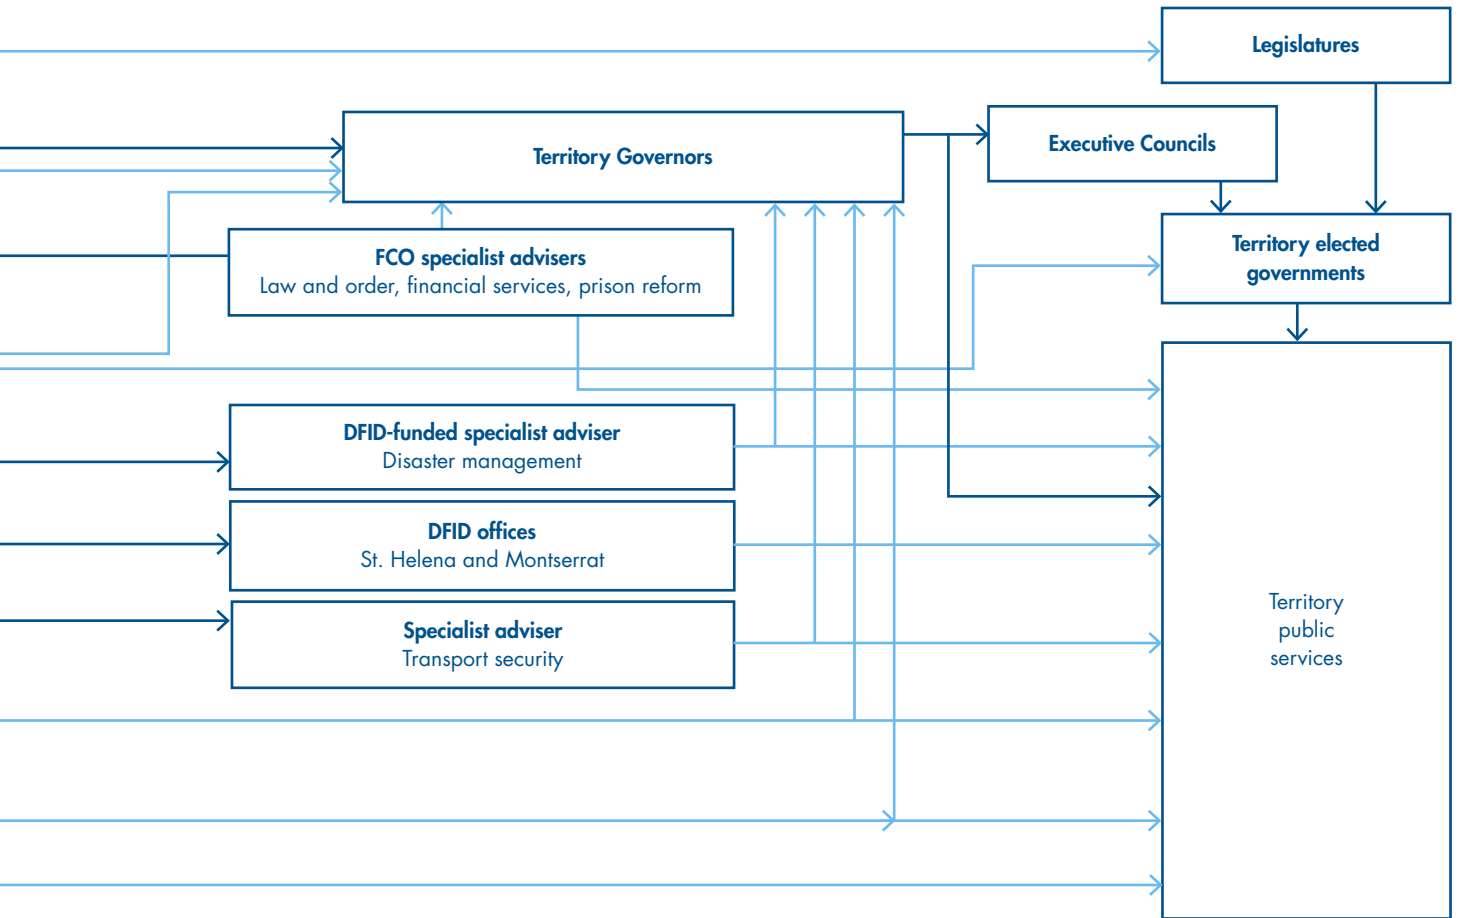 Legislatures
Executive Councils
Territory Governors
Territory elected
governments
FCO specialist advisers
Law and order, financial services, prison reform
DFID-funded specialist adviser
Disaster management
DFID offices
St. Helena and Montserrat
Specialist adviser
Transport security
Territory
public
services